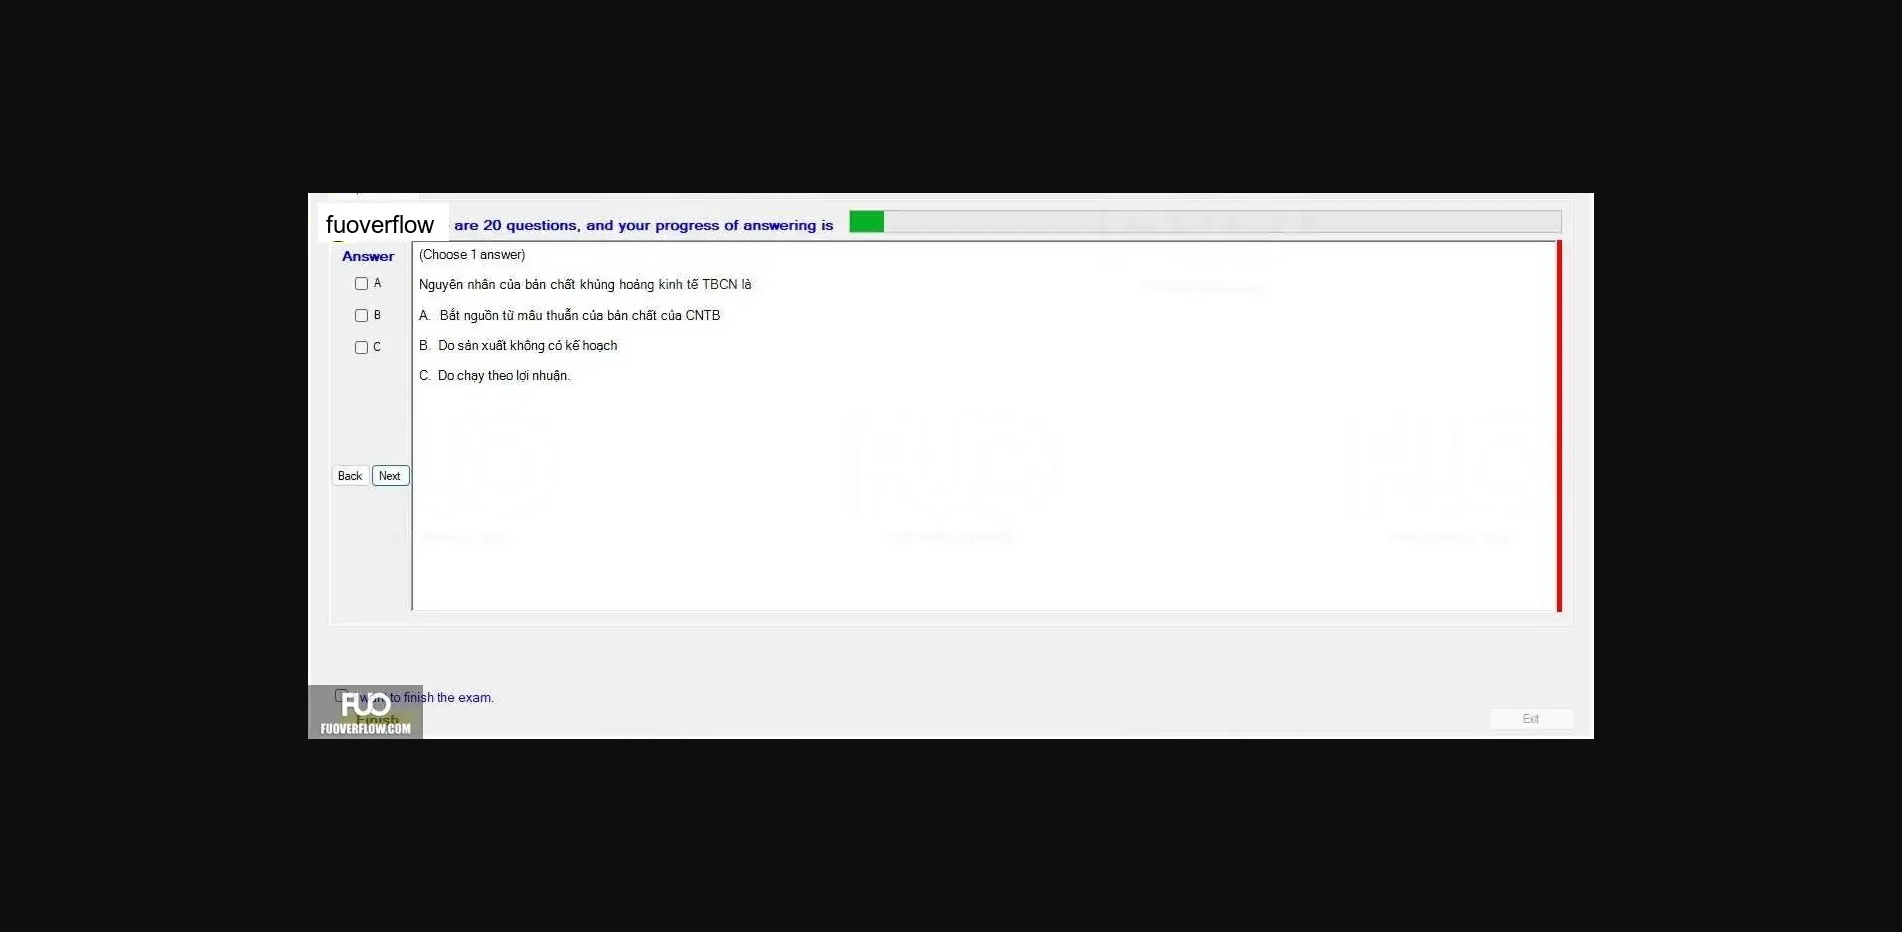 fuoverflow are 20 questions, and your progress of answering is
Answer
(Choose 1 answer)
A
Nguyên nhân của bản chất khủng hoảng kinh tế TBCN là
B
A. Bắt nguồn từ mâu thuẫn của bản chất của CNTB
C
B. Do sản xuất không có kế hoạch
C. Do chạy theo lợi nhuận.
Back Next
want to finish the exam.
FUO
Finish
FUOVERFLOW.COM
Exit